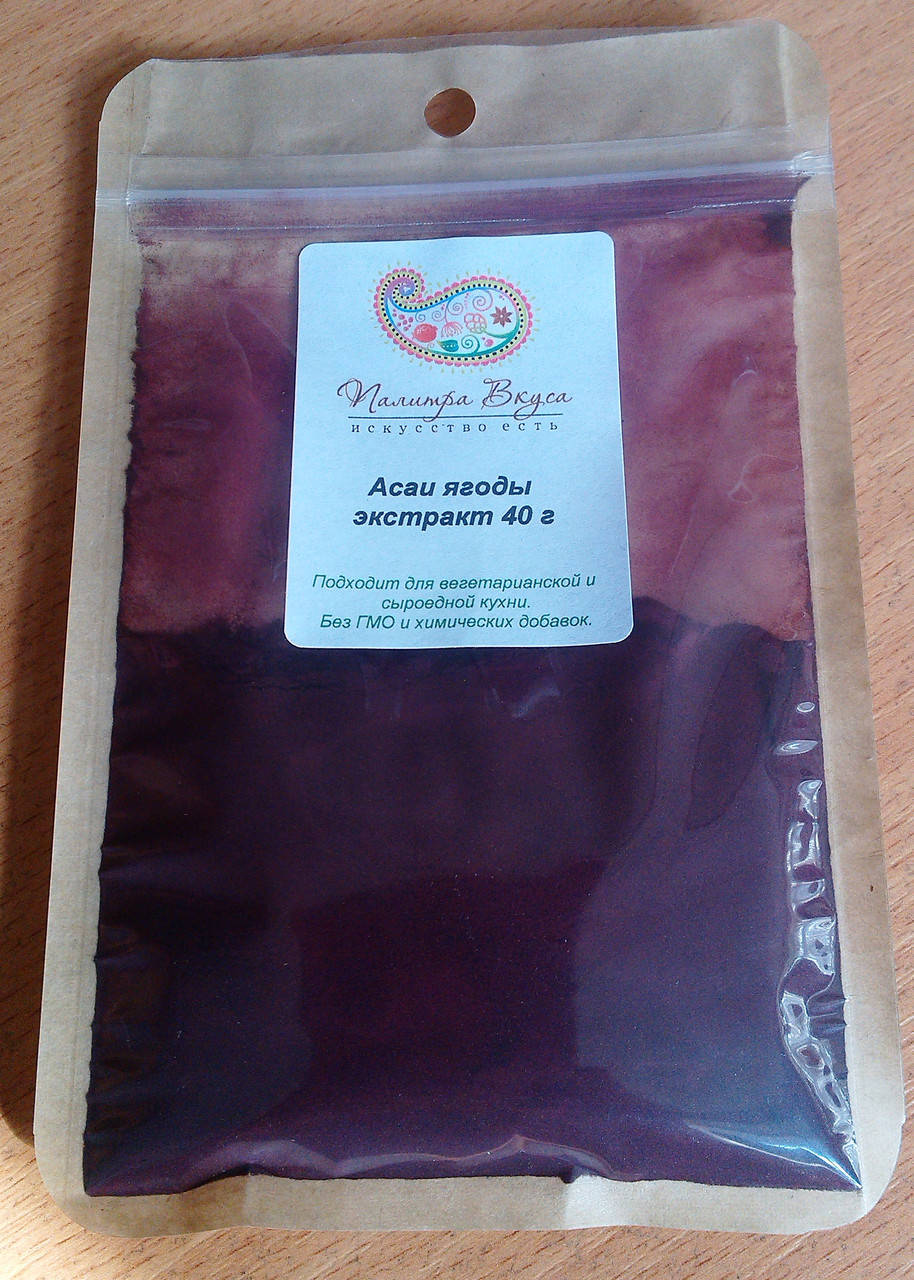 Палитра Вкуса
искусство есть
Асаи ягоды
экстракт 40 г
Подходит для вегетарианской и
сыроедной кухни.
Без ГМО и химических добавок.